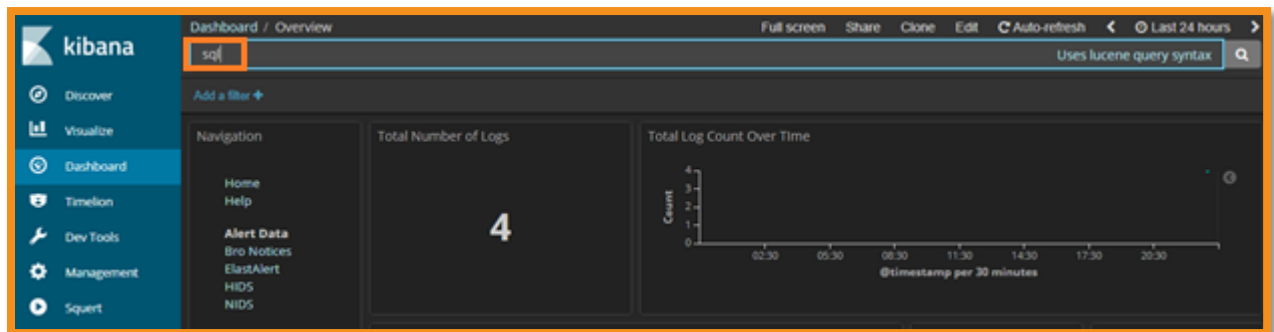 kibana
Discover
Visualize
Dashboard
Timelion
Dev Tools
Management
Squert
Dashboard / Overview
Full screen Share Clone Edit Auto-refresh Last 24 hours
sql Uses lucene query syntax
Add a filter +
Navigation
Home
Help
Alert Data
Bro Notices
ElastAlert
HIDS
NIDS
Total Number of Logs
4
Total Log Count Over Time
Count
4
3
2
1
0
02:30 05:30 08:30 11:30 14:30 17:30 20:30
@timestamp per 30 minutes